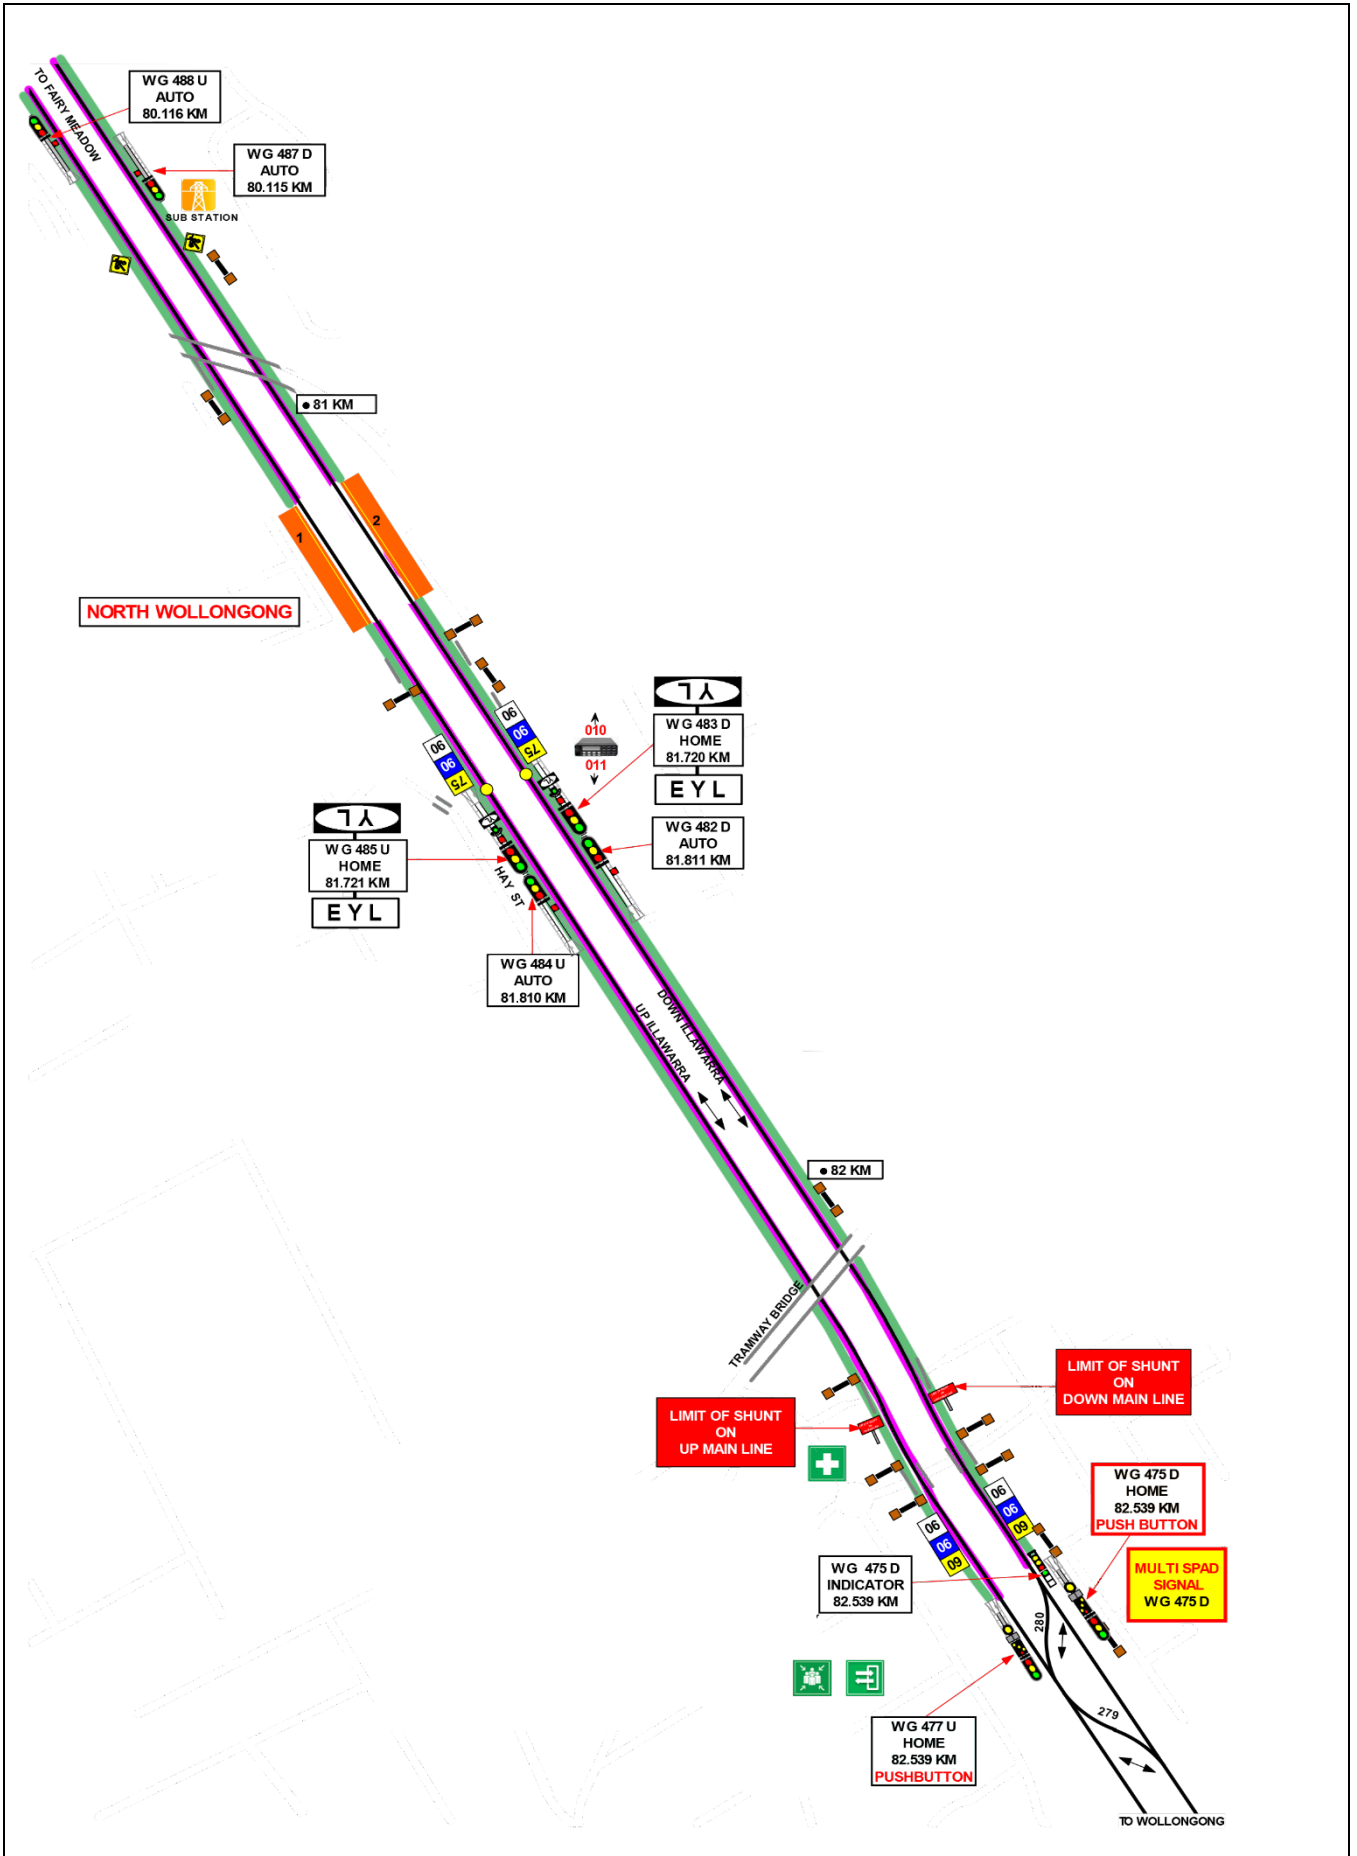 TO FAIRY MEADOW
WG 488 U
AUTO
80.116 KM
WG 487 D
AUTO
80.115 KM
SUB STATION
81 KM
2
1
NORTH WOLLONGONG
YL
WG 483 D
HOME
81.720 KM
EYL
010
011
90
90
75
90
90
75
WG 482 D
AUTO
81.811 KM
YL
WG 485 U
HOME
81.721 KM
EYL
HAY ST
WG 484 U
AUTO
81.810 KM
UP ILLAWARRA
DOWN ILLAWARRA
82 KM
TRAMWAY BRIDGE
LIMIT OF SHUNT
ON
DOWN MAIN LINE
LIMIT OF SHUNT
ON
UP MAIN LINE
WG 475 D
HOME
82.539 KM
PUSH BUTTON
90
90
60
90
90
60
WG 475 D
INDICATOR
82.539 KM
MULTI SPAD
SIGNAL
WG 475 D
280
279
WG 477 U
HOME
82.539 KM
PUSHBUTTON
TO WOLLONGONG